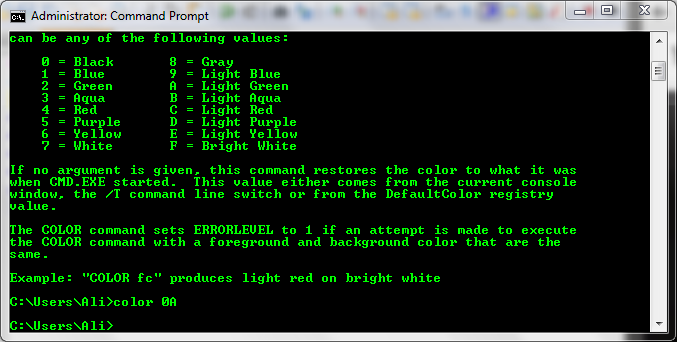 Administrator: Command Prompt
can be any of the following values:
0 = Black 8 = Gray
1 = Blue 9 = Light Blue
2 = Green A = Light Green
3 = Aqua B = Light Aqua
4 = Red C = Light Red
5 = Purple D = Light Purple
6 = Yellow E = Light Yellow
7 = White F = Bright White
If no argument is given, this command restores the color to what it was
when CMD.EXE started. This value either comes from the current console
window, the /T command line switch or from the DefaultColor registry
value.
The COLOR command sets ERRORLEVEL to 1 if an attempt is made to execute
the COLOR command with a foreground and background color that are the
same.
Example: "COLOR fc" produces light red on bright white
C:\Users\Ali>color 0A
C:\Users\Ali>